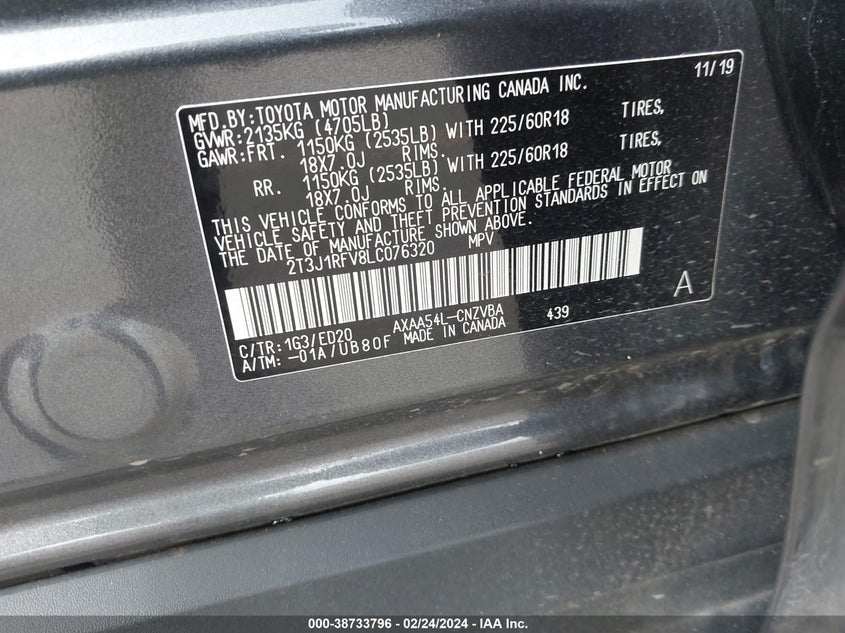 MFD.BY:TOYOTA MOTOR MANUFACTURING CANADA INC. 11/19
GVWR:2135KG (4705LB)
GAWR:FRT. 1150KG (2535LB) WITH 225/60R18 TIRES,
18X7.0J RIMS.
RR. 1150KG (2535LB) WITH 225/60R18 TIRES,
18X7.0J RIMS.
THIS VEHICLE CONFORMS TO ALL APPLICABLE FEDERAL MOTOR
VEHICLE SAFETY AND THEFT PREVENTION STANDARDS IN EFFECT ON
THE DATE OF MANUFACTURE SHOWN ABOVE.
2T3J1RFV8LC076320 MPV
A
C/TR:1G3/ED20 AXAA54L-CNZVBA 439
A/TM:-01A/UB80F MADE IN CANADA
000-38733796 - 02/24/2024 - IAA Inc.